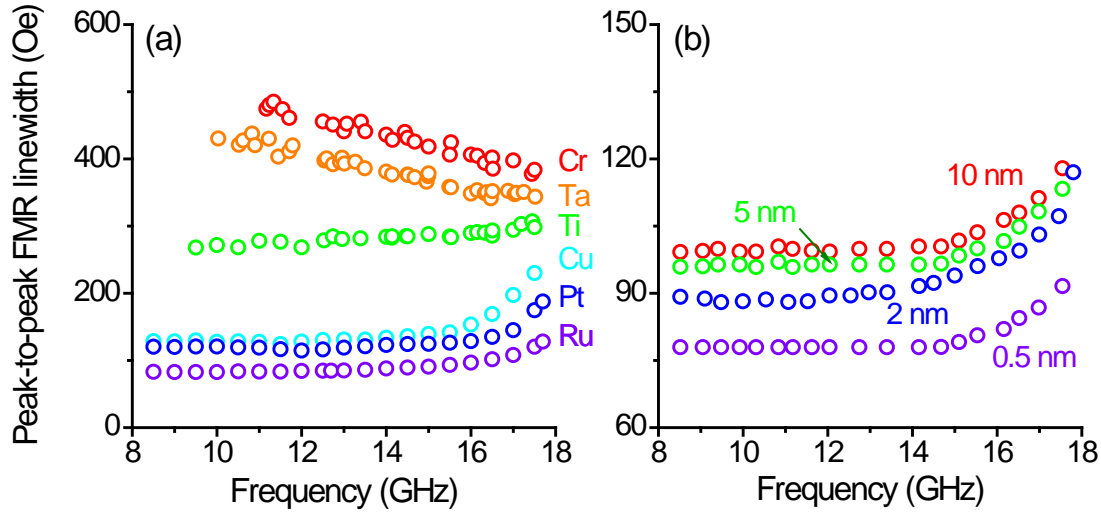 Peak-to-peak FMR linewidth (Oe)
600
400
200
0
(a)
Cr
Ta
Ti
Cu
Pt
Ru
8 10 12 14 16 18
Frequency (GHz)
150
120
90
60
(b)
10 nm
5 nm
2 nm
0.5 nm
8 10 12 14 16 18
Frequency (GHz)